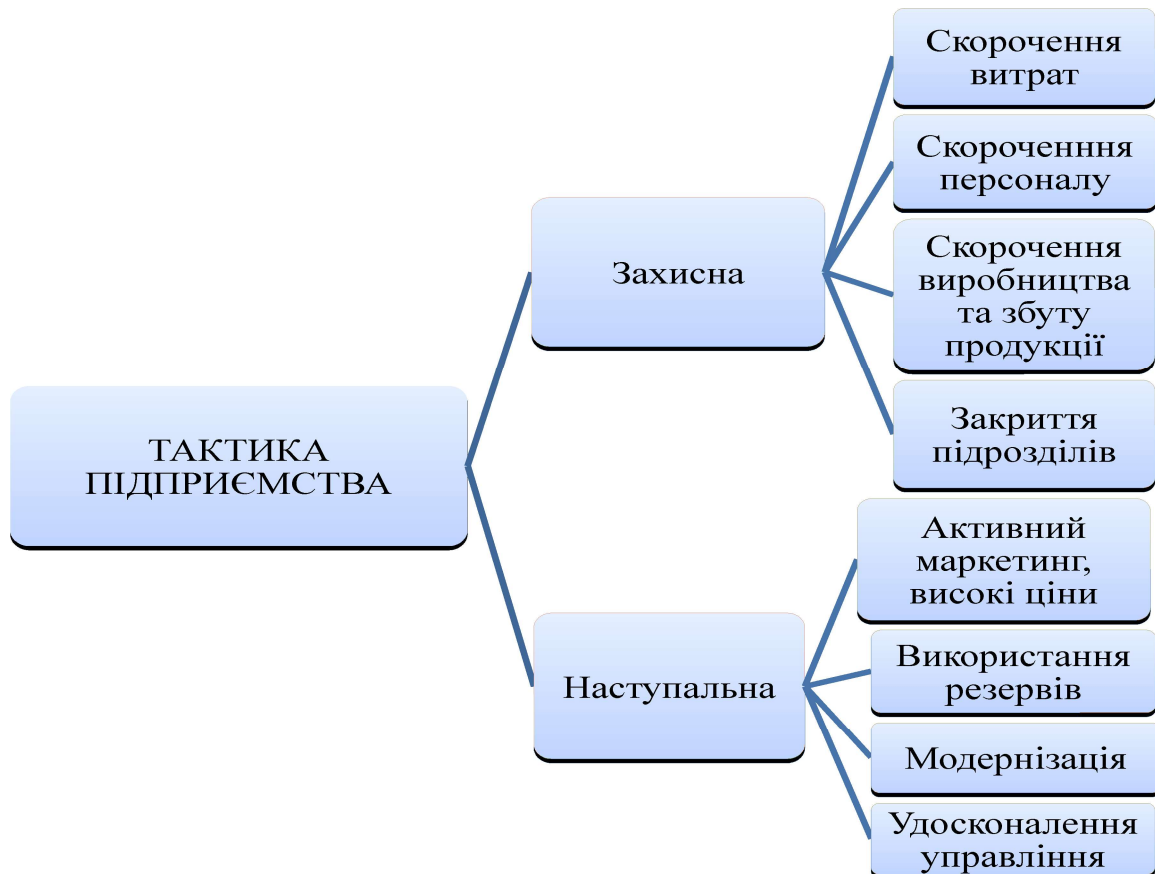 ТАКТИКА
ПІДПРИЄМСТВА
Захисна
Скорочення
витрат
Скороченння
персоналу
Скорочення
виробництва
та збуту
продукції
Закриття
підрозділів
Наступальна
Активний
маркетинг,
високі ціни
Використання
резервів
Модернізація
Удосконалення
управління